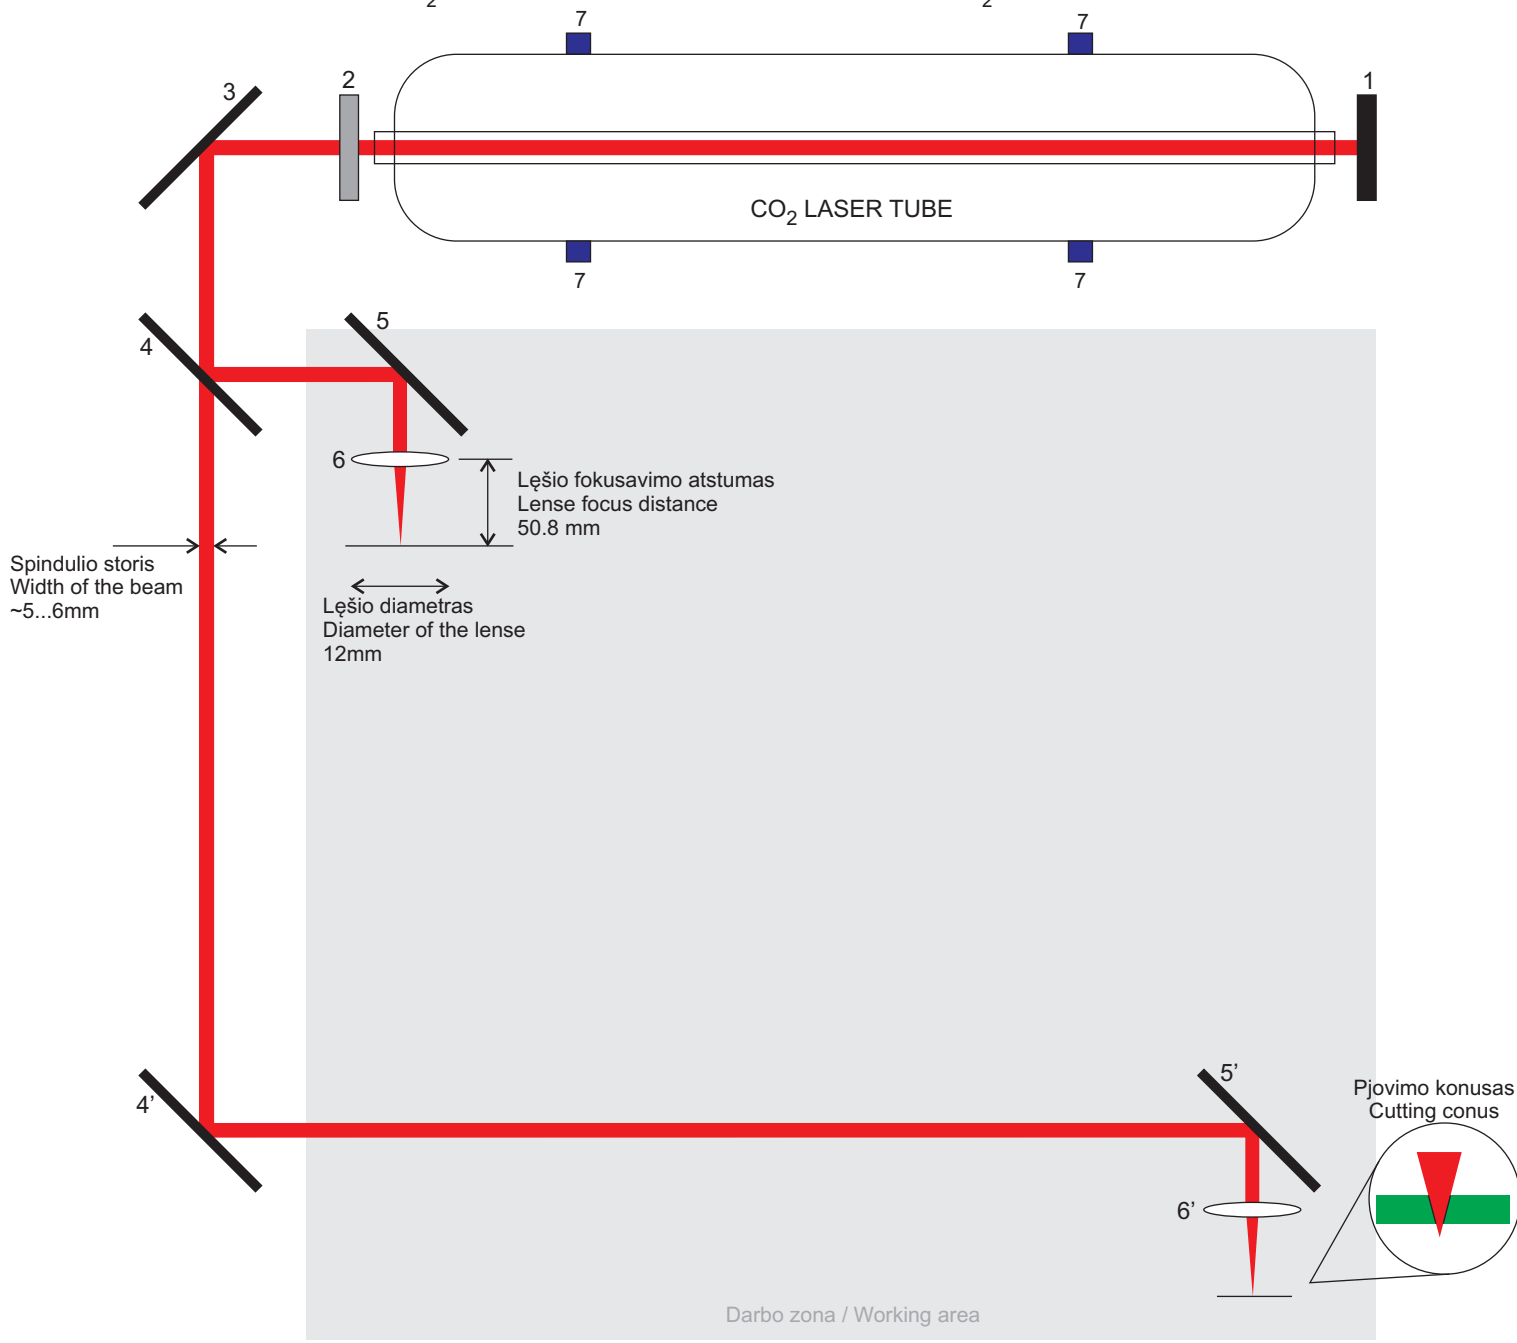 2 2
7 7
3 2 1
CO2 LASER TUBE
7 7
4 5
6
Lęšio fokusavimo atstumas
Lense focus distance
50.8 mm
Spindulio storis
Width of the beam
~5...6mm
Lęšio diametras
Diameter of the lense
12mm
4’ 5’
Pjovimo konusas
Cutting conus
6’
Darbo zona / Working area